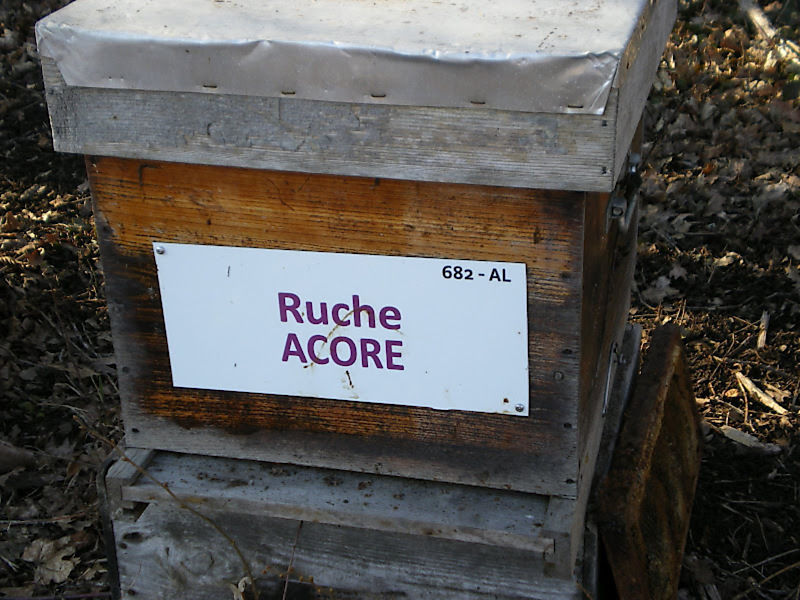 682 - AL
Ruche
ACORE